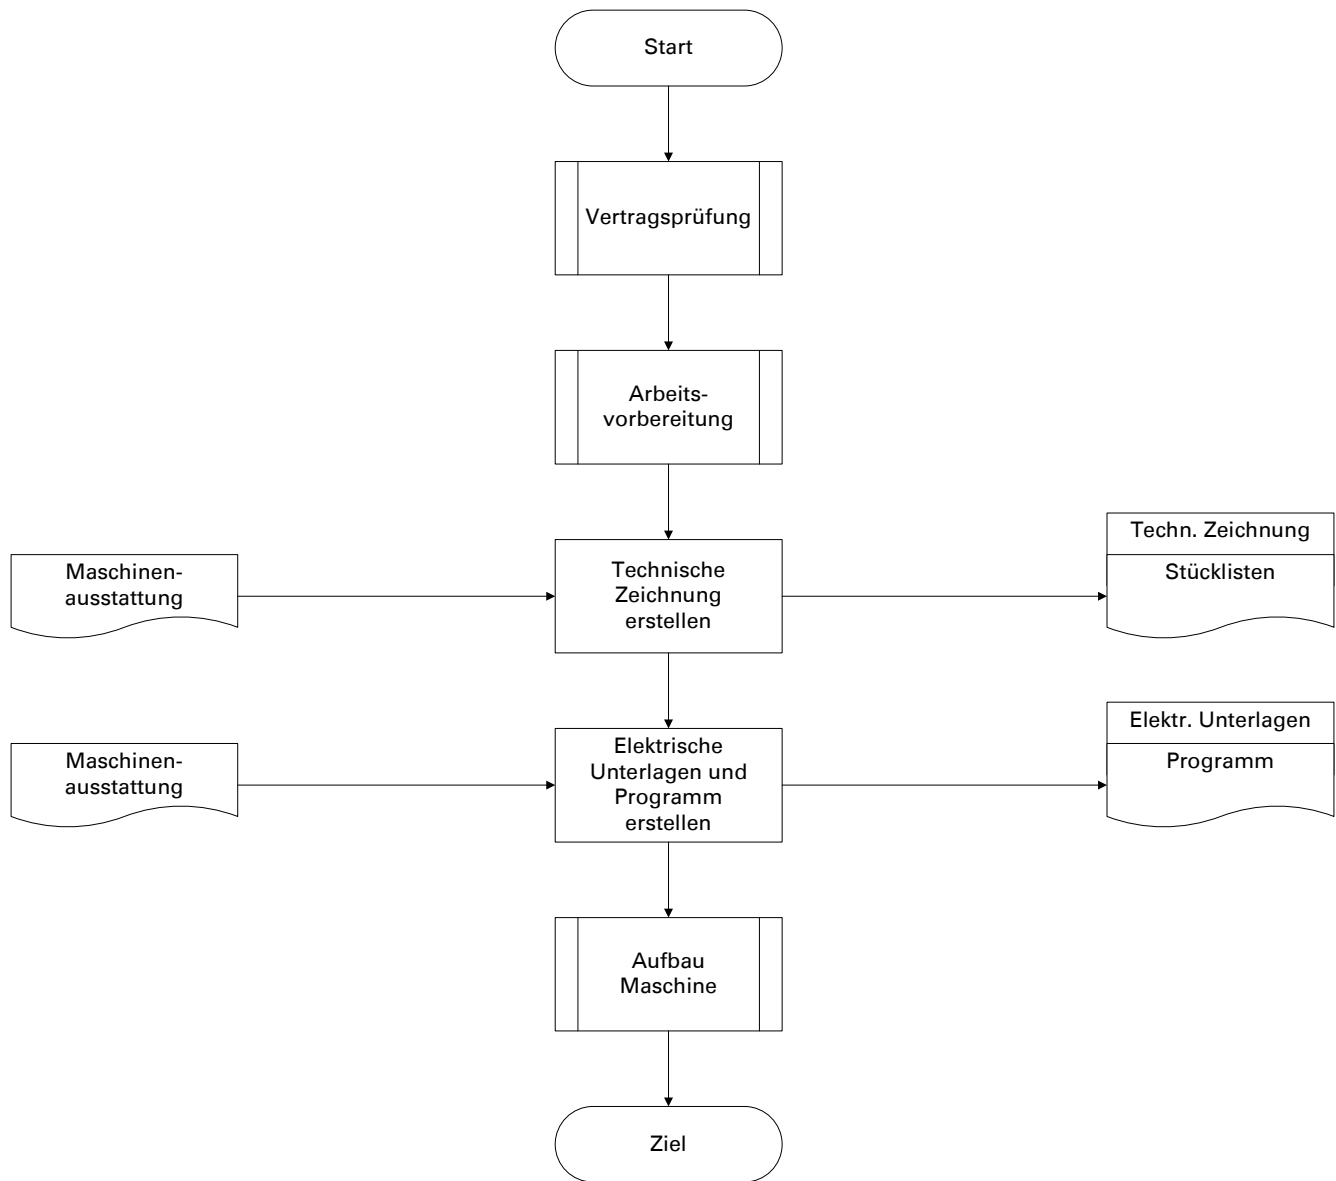 Start
Vertragsprüfung
Arbeits-
vorbereitung
Maschinen-
ausstattung
Technische
Zeichnung
erstellen
Techn. Zeichnung
Stücklisten
Maschinen-
ausstattung
Elektrische
Unterlagen und
Programm
erstellen
Elektr. Unterlagen
Programm
Aufbau
Maschine
Ziel